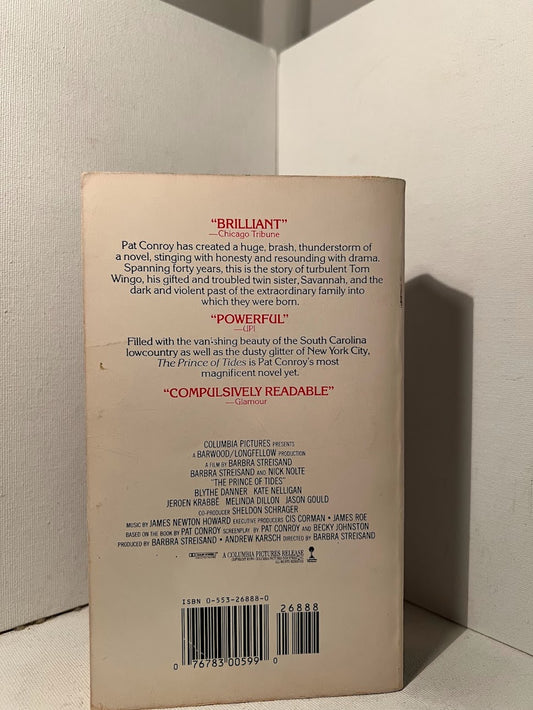 "BRILLIANT"
—Chicago Tribune
Pat Conroy has created a huge, brash, thunderstorm of
a novel, stinging with honesty and resounding with drama.
Spanning forty years, this is the story of turbulent Tom
Wingo, his gifted and troubled twin sister, Savannah, and the
dark and violent past of the extraordinary family into
which they were born.
"POWERFUL"
—UPI
Filled with the vanishing beauty of the South Carolina
lowcountry as well as the dusty glitter of New York City,
The Prince of Tides is Pat Conroy's most
magnificent novel yet.
"COMPULSIVELY READABLE"
—Glamour
COLUMBIA PICTURES PRESENTS
A BARWOOD/LONGFELLOW PRODUCTION
A FILM BY BARBRA STREISAND
BARBRA STREISAND AND NICK NOLTE
"THE PRINCE OF TIDES"
BLYTHE DANNER KATE NELLIGAN
JEROEN KRABBÉ MELINDA DILLON JASON GOULD
CO-PRODUCER SHELDON SCHRAGER
MUSIC BY JAMES NEWTON HOWARD EXECUTIVE PRODUCERS CIS CORMAN • JAMES ROE
BASED ON THE BOOK BY PAT CONROY SCREENPLAY BY PAT CONROY AND BECKY JOHNSTON
PRODUCED BY BARBRA STREISAND • ANDREW KARSCH DIRECTED BY BARBRA STREISAND
A COLUMBIA PICTURES RELEASE
ALL RIGHTS RESERVED
ISBN 0-553-26888-0
26888
0 76783 00599 0